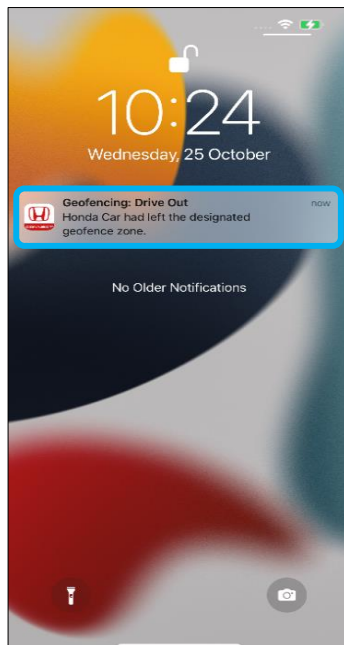 10:24
Wednesday, 25 October
Geofencing: Drive Out now
Honda Car had left the designated
geofence zone.
No Older Notifications